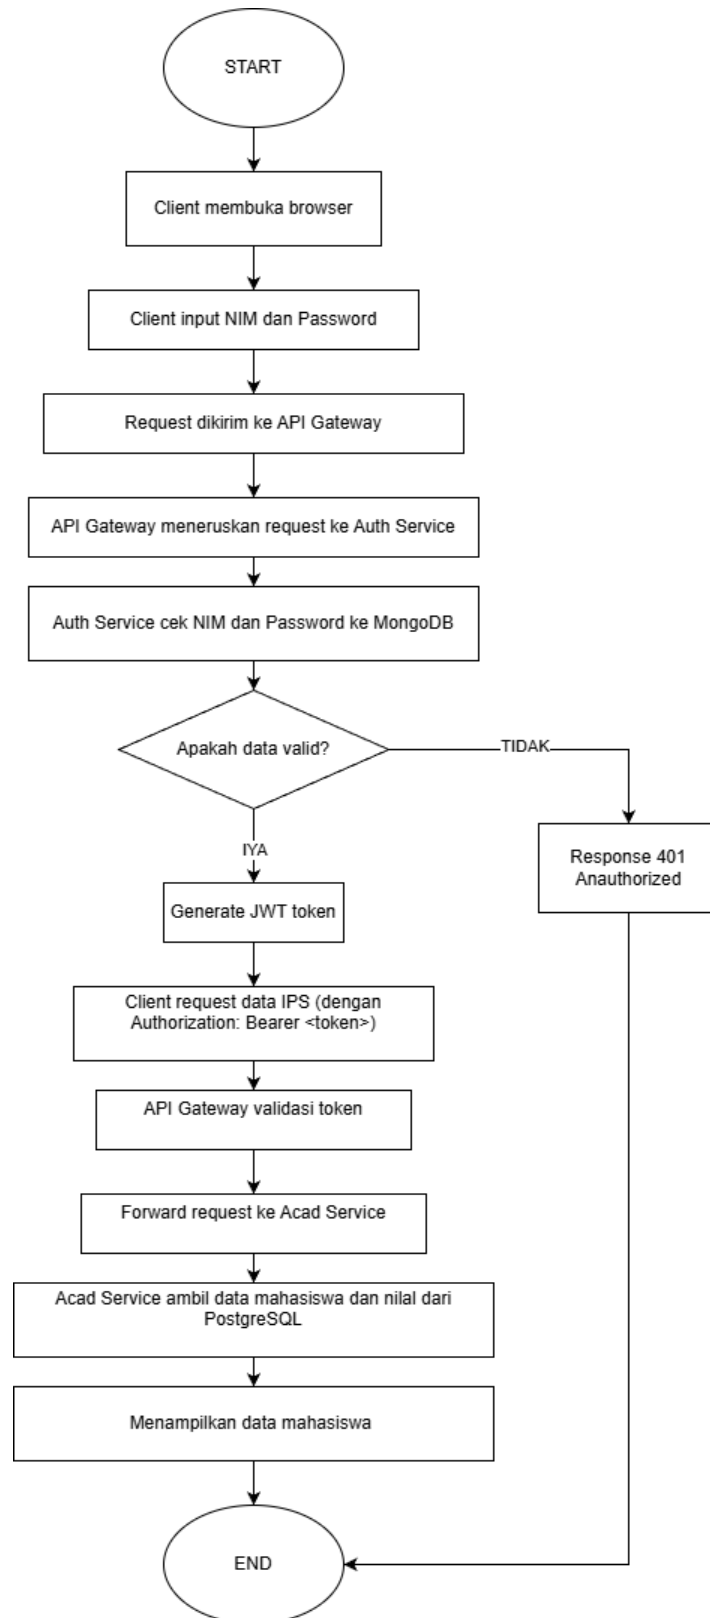 START
Client membuka browser
Client input NIM dan Password
Request dikirim ke API Gateway
API Gateway meneruskan request ke Auth Service
Auth Service cek NIM dan Password ke MongoDB
Apakah data valid?
TIDAK
IYA
Response 401
Anauthorized
Generate JWT token
Client request data IPS (dengan
Authorization: Bearer <token>)
API Gateway validasi token
Forward request ke Acad Service
Acad Service ambil data mahasiswa dan nilal dari
PostgreSQL
Menampilkan data mahasiswa
END